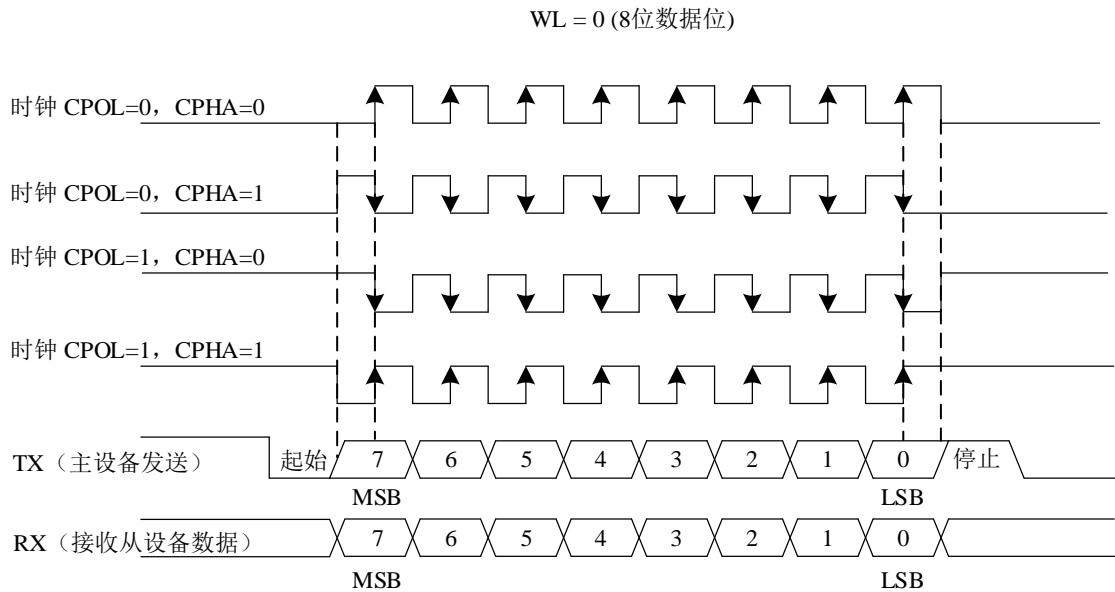 WL = 0 (8位数据位)
时钟 CPOL=0，CPHA=0
时钟 CPOL=0，CPHA=1
时钟 CPOL=1，CPHA=0
时钟 CPOL=1，CPHA=1
TX（主设备发送） 起始 7 6 5 4 3 2 1 0 停止
MSB LSB
RX（接收从设备数据） 7 6 5 4 3 2 1 0
MSB LSB